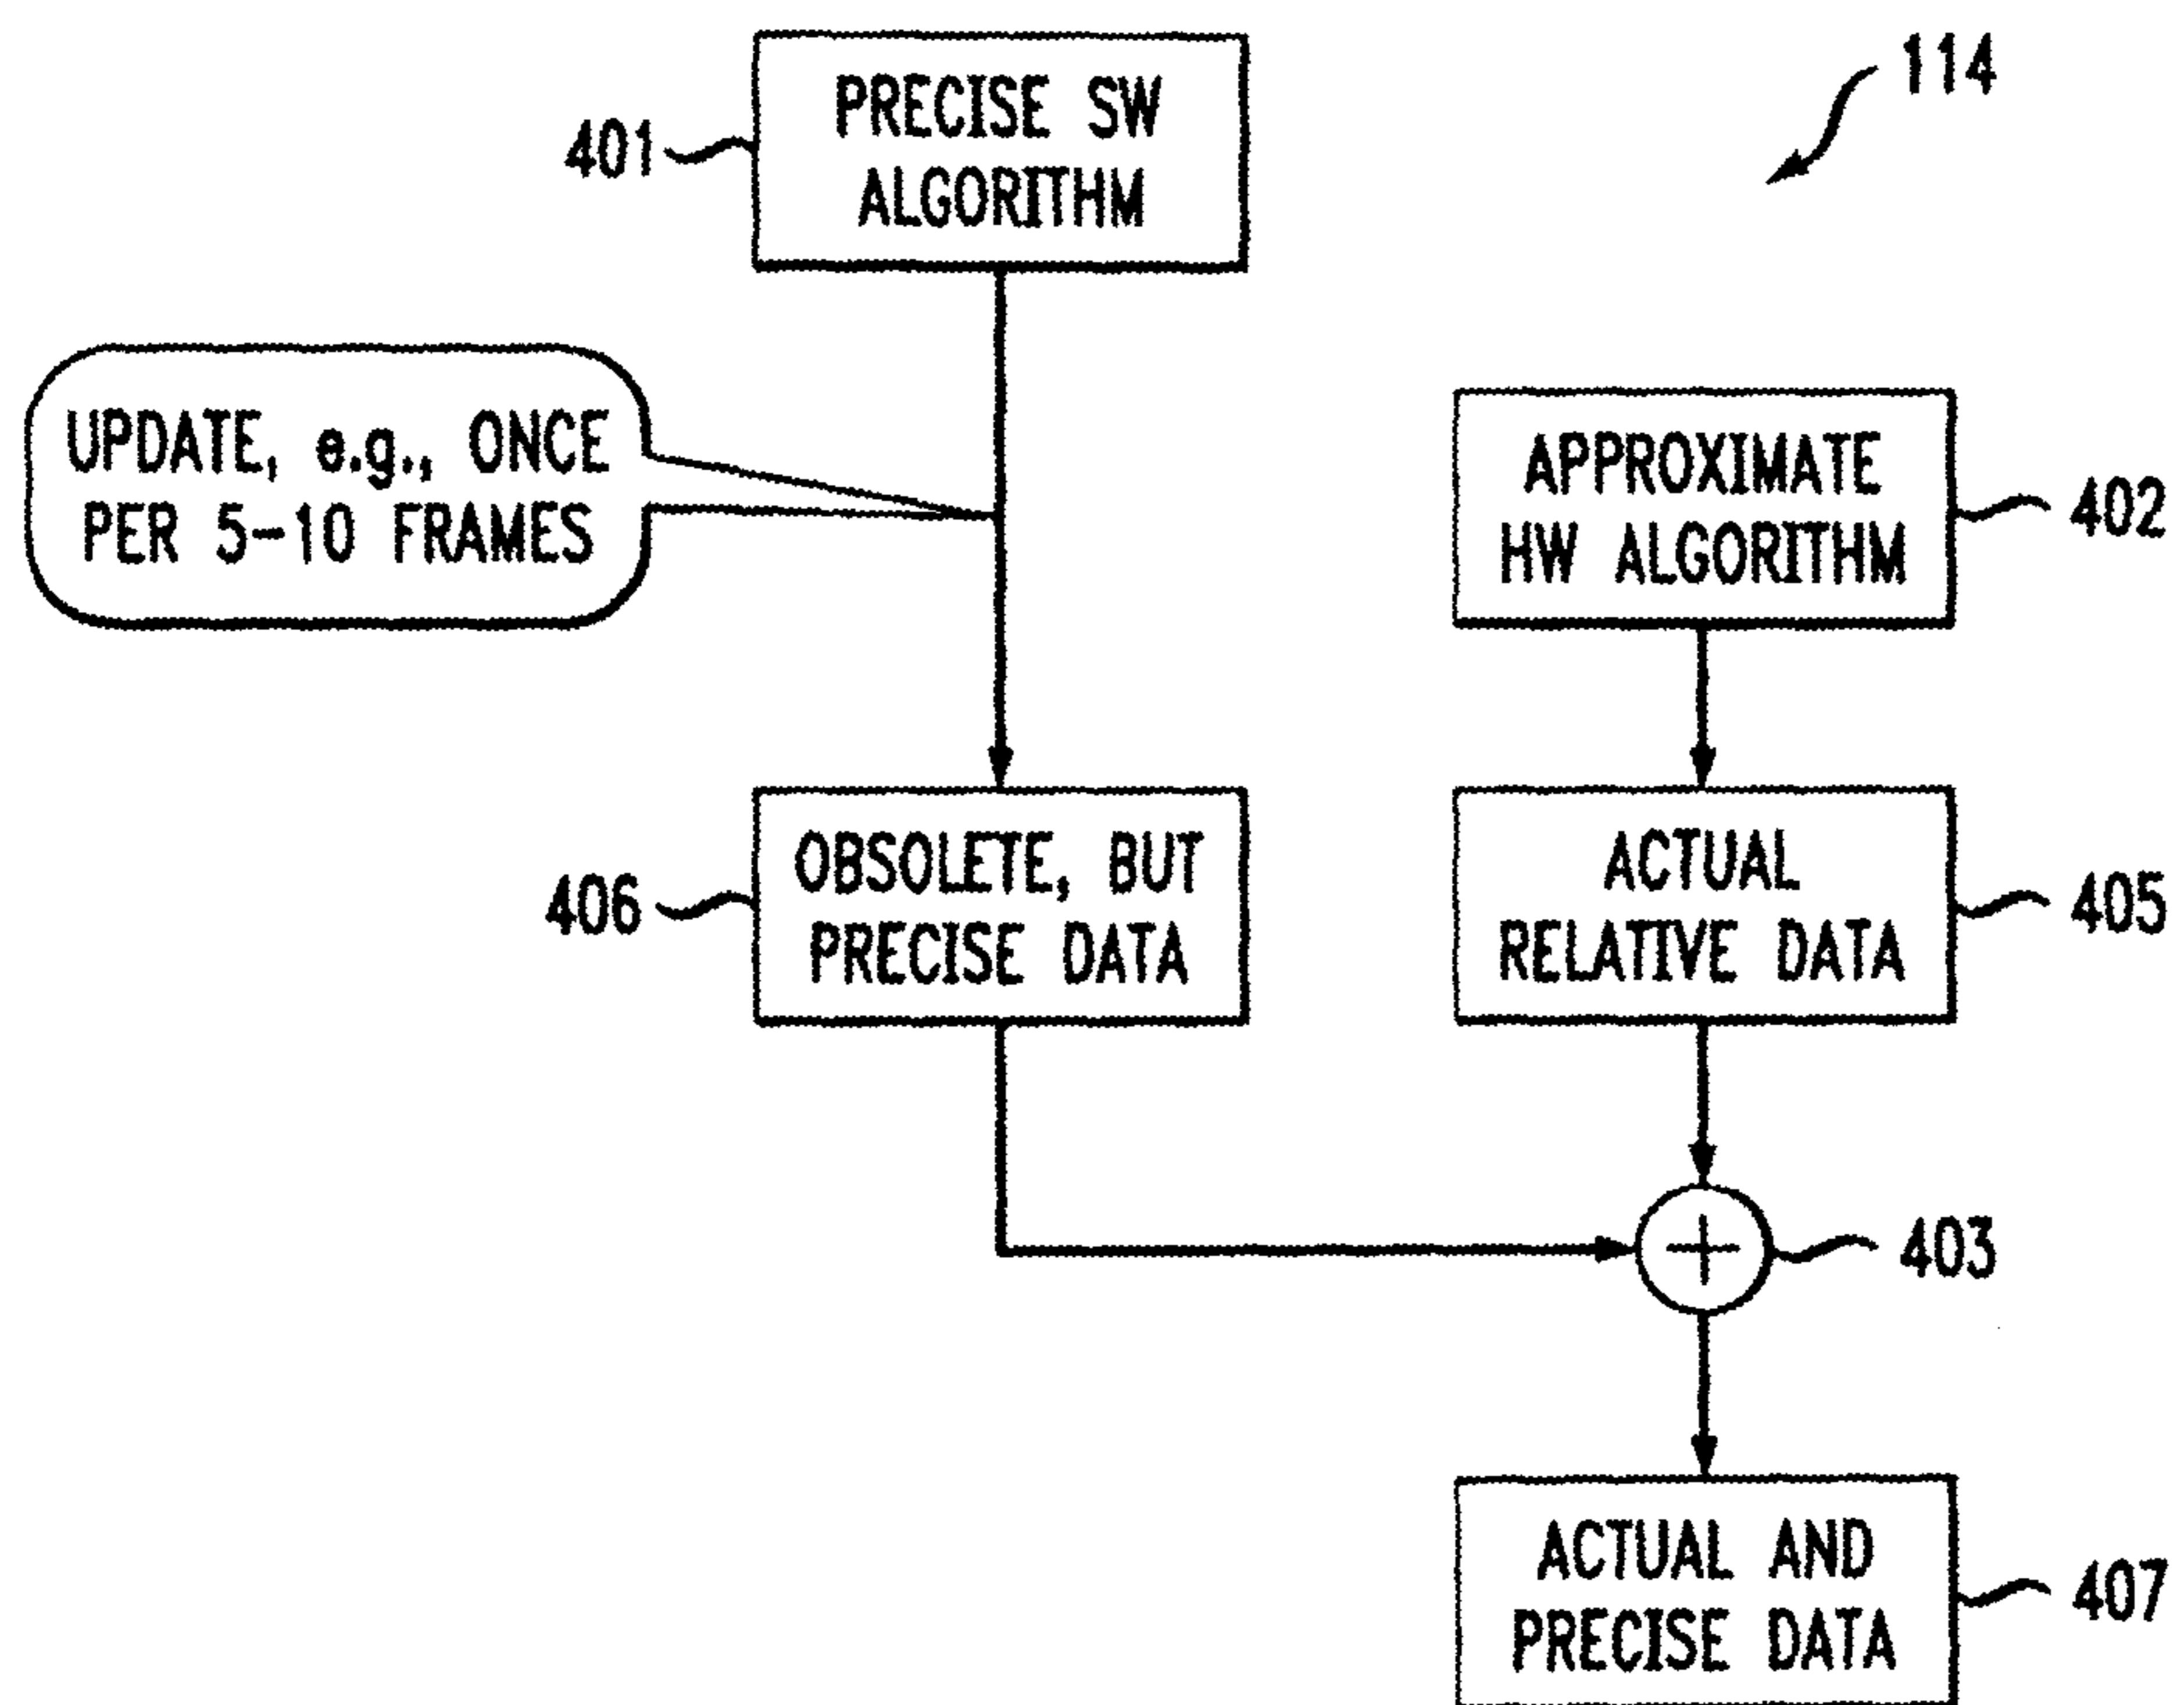 PRECISE SW
ALGORITHM
401
114
UPDATE, e.g., ONCE
PER 5-10 FRAMES
APPROXIMATE
HW ALGORITHM
402
OBSOLETE, BUT
PRECISE DATA
406
ACTUAL
RELATIVE DATA
405
+
403
ACTUAL AND
PRECISE DATA
407